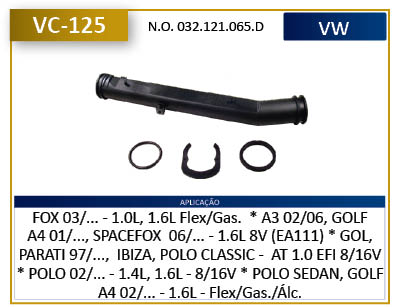 VC-125
N.O. 032.121.065.D
VW
APLICAÇÃO
FOX 03/... - 1.0L, 1.6L Flex/Gas. * A3 02/06, GOLF
A4 01/..., SPACEFOX 06/... - 1.6L 8V (EA111) * GOL,
PARATI 97/..., IBIZA, POLO CLASSIC - AT 1.0 EFI 8/16V
* POLO 02/... - 1.4L, 1.6L - 8/16V * POLO SEDAN, GOLF
A4 02/... - 1.6L - Flex/Gas./Álc.